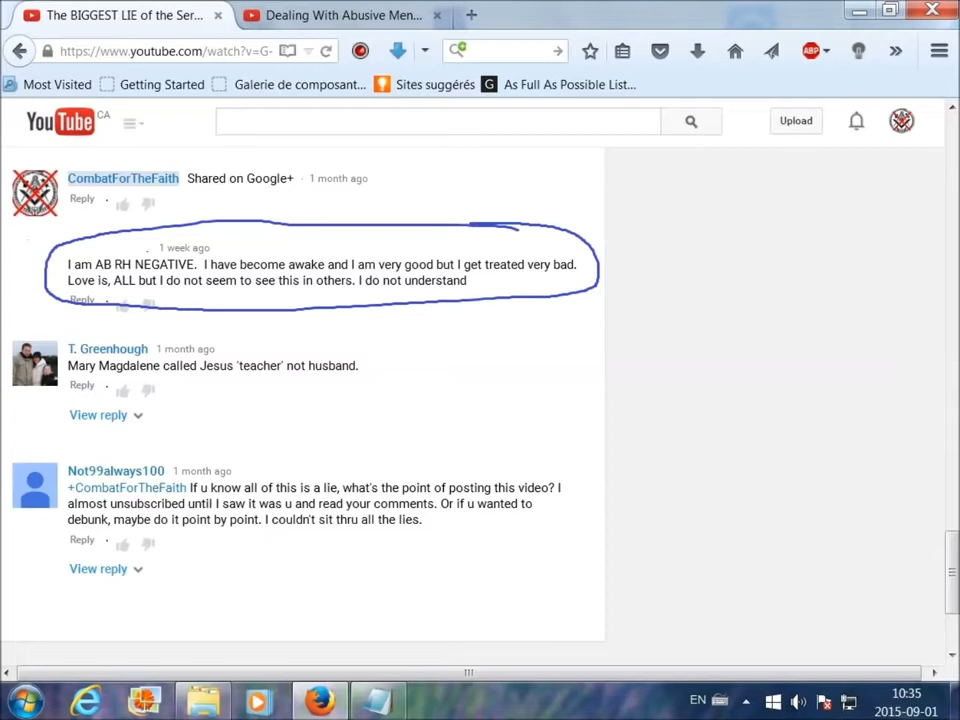 The BIGGEST LIE of the Ser...
Dealing With Abusive Men...
https://www.youtube.com/watch?v=G-
ABP
Most Visited
Getting Started
Galerie de composant...
Sites suggérés
G
As Full As Possible List...
YouTube CA
Upload
CombatForTheFaith Shared on Google+ · 1 month ago
Reply ·
1 week ago
I am AB RH NEGATIVE. I have become awake and I am very good but I get treated very bad.
Love is, ALL but I do not seem to see this in others. I do not understand
Reply
T. Greenhough 1 month ago
Mary Magdalene called Jesus 'teacher' not husband.
Reply ·
View reply
Not99always100 1 month ago
+CombatForTheFaith If u know all of this is a lie, what's the point of posting this video? I
almost unsubscribed until I saw it was u and read your comments. Or if u wanted to
debunk, maybe do it point by point. I couldn't sit thru all the lies.
Reply ·
View reply
EN
10:35
2015-09-01